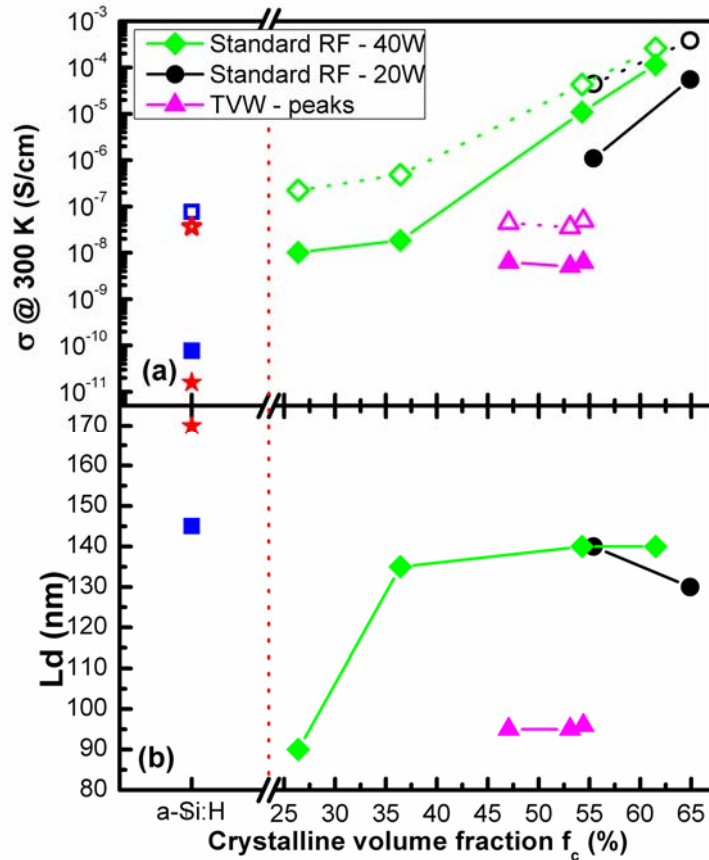 10⁻³
10⁻⁴
10⁻⁵
10⁻⁶
10⁻⁷
10⁻⁸
10⁻⁹
10⁻¹⁰
10⁻¹¹
σ @ 300 K (S/cm)
Standard RF - 40W
Standard RF - 20W
TVW - peaks
(a)
170
160
150
140
130
120
110
100
90
80
Ld (nm)
(b)
a-Si:H
25 30 35 40 45 50 55 60 65
Crystalline volume fraction f_c (%)